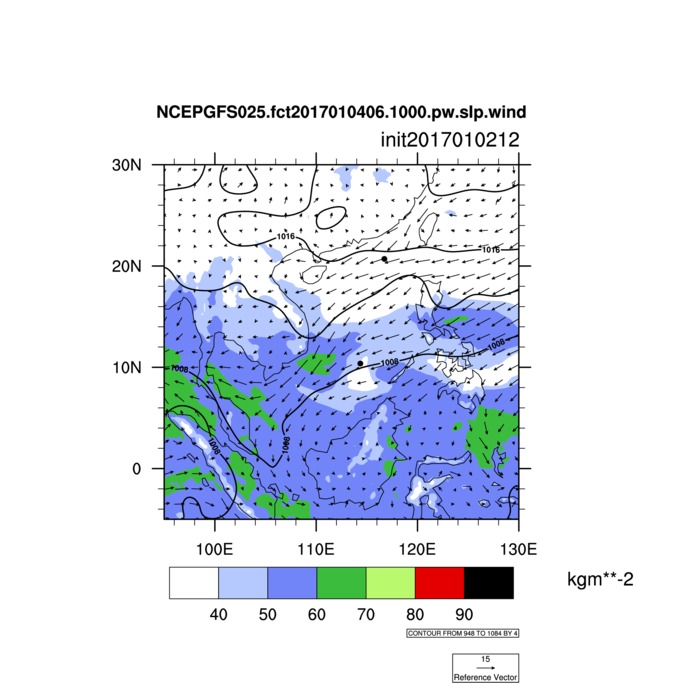 NCEPGFS025.fct2017010406.1000.pw.slp.wind
init2017010212
30N
20N
10N
0
1016
1016
1008
1008
1008
1008
1008
100E 110E 120E 130E
kgm**-2
40 50 60 70 80 90
CONTOUR FROM 948 TO 1084 BY 4
15
Reference Vector